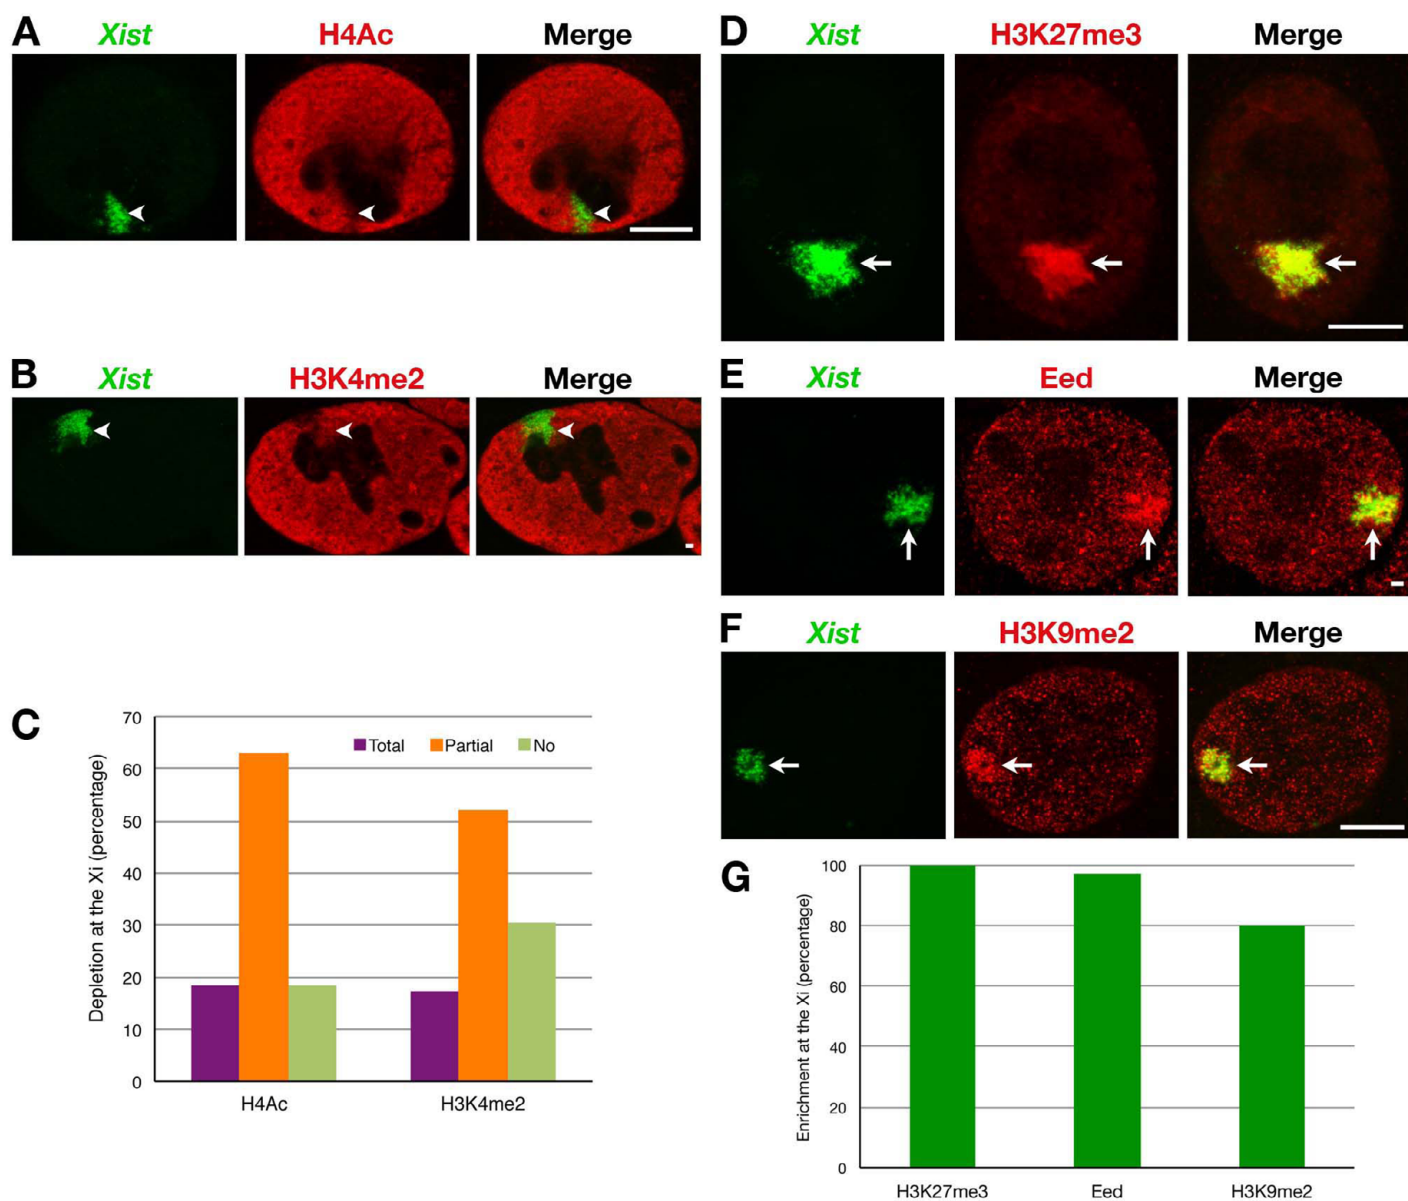 A
Xist
H4Ac
Merge
B
Xist
H3K4me2
Merge
C
Depletion at the Xi (percentage)
70
60
50
40
30
20
10
0
Total
Partial
No
H4Ac
H3K4me2
D
Xist
H3K27me3
Merge
E
Xist
Eed
Merge
F
Xist
H3K9me2
Merge
G
Enrichment at the Xi (percentage)
100
80
60
40
20
0
H3K27me3
Eed
H3K9me2